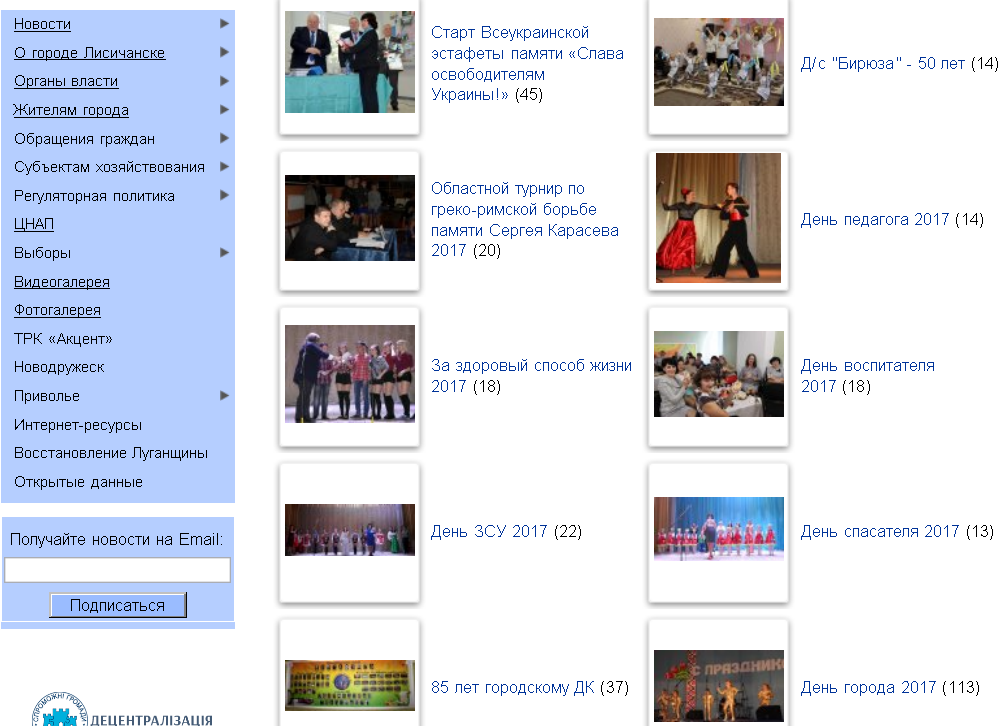 Новости
О городе Лисичанске
Органы власти
Жителям города
Обращения граждан
Субъектам хозяйствования
Регуляторная политика
ЦНАП
Выборы
Видеогалерея
Фотогалерея
ТРК «Акцент»
Новодружеск
Приволье
Интернет-ресурсы
Восстановление Луганщины
Открытые данные
Получайте новости на Email:
Подписаться
СПРОМОЖНІ ГРОМАДИ
ДЕЦЕНТРАЛІЗАЦІЯ
Старт Всеукраинской
эстафеты памяти «Слава
освободителям
Украины!» (45)
Д/с "Бирюза" - 50 лет (14)
Областной турнир по
греко-римской борьбе
памяти Сергея Карасева
2017 (20)
День педагога 2017 (14)
За здоровый способ жизни
2017 (18)
День воспитателя
2017 (18)
День ЗСУ 2017 (22)
День спасателя 2017 (13)
85 лет городскому ДК (37)
С ПРАЗДНИКО
День города 2017 (113)